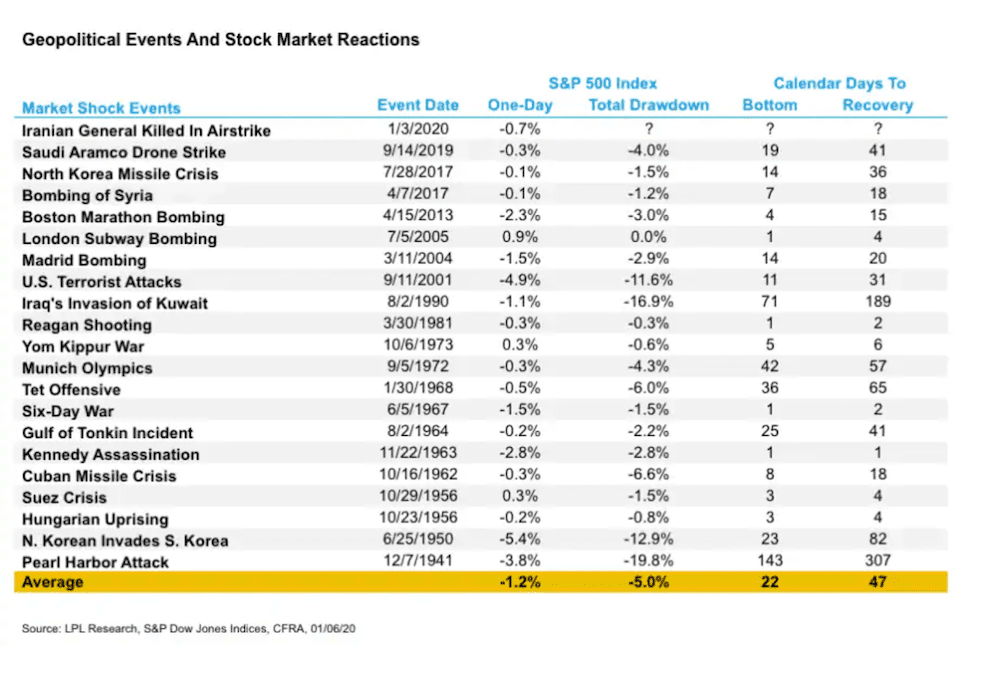 Geopolitical Events And Stock Market Reactions
S&P 500 Index Calendar Days To
Market Shock Events Event Date One-Day Total Drawdown Bottom Recovery
Iranian General Killed In Airstrike 1/3/2020 -0.7% ? ? ?
Saudi Aramco Drone Strike 9/14/2019 -0.3% -4.0% 19 41
North Korea Missile Crisis 7/28/2017 -0.1% -1.5% 14 36
Bombing of Syria 4/7/2017 -0.1% -1.2% 7 18
Boston Marathon Bombing 4/15/2013 -2.3% -3.0% 4 15
London Subway Bombing 7/5/2005 0.9% 0.0% 1 4
Madrid Bombing 3/11/2004 -1.5% -2.9% 14 20
U.S. Terrorist Attacks 9/11/2001 -4.9% -11.6% 11 31
Iraq's Invasion of Kuwait 8/2/1990 -1.1% -16.9% 71 189
Reagan Shooting 3/30/1981 -0.3% -0.3% 1 2
Yom Kippur War 10/6/1973 0.3% -0.6% 5 6
Munich Olympics 9/5/1972 -0.3% -4.3% 42 57
Tet Offensive 1/30/1968 -0.5% -6.0% 36 65
Six-Day War 6/5/1967 -1.5% -1.5% 1 2
Gulf of Tonkin Incident 8/2/1964 -0.2% -2.2% 25 41
Kennedy Assassination 11/22/1963 -2.8% -2.8% 1 1
Cuban Missile Crisis 10/16/1962 -0.3% -6.6% 8 18
Suez Crisis 10/29/1956 0.3% -1.5% 3 4
Hungarian Uprising 10/23/1956 -0.2% -0.8% 3 4
N. Korean Invades S. Korea 6/25/1950 -5.4% -12.9% 23 82
Pearl Harbor Attack 12/7/1941 -3.8% -19.8% 143 307
Average -1.2% -5.0% 22 47
Source: LPL Research, S&P Dow Jones Indices, CFRA, 01/06/20